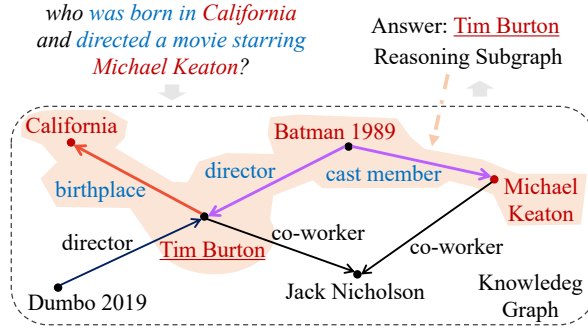 who was born in California
and directed a movie starring
Michael Keaton?
Answer: Tim Burton
Reasoning Subgraph
California
Batman 1989
director
birthplace
cast member
Michael
Keaton
director
Tim Burton
co-worker
co-worker
Dumbo 2019
Jack Nicholson
Knowledeg
Graph